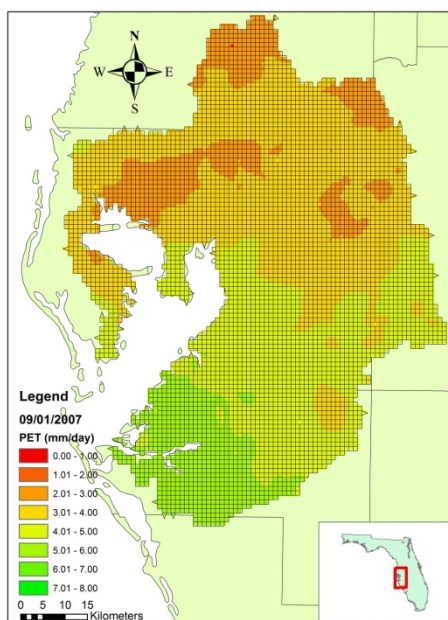 N
W E
S
Legend
09/01/2007
PET (mm/day)
0.00 - 1.00
1.01 - 2.00
2.01 - 3.00
3.01 - 4.00
4.01 - 5.00
5.01 - 6.00
6.01 - 7.00
7.01 - 8.00
0 5 10 15
Kilometers